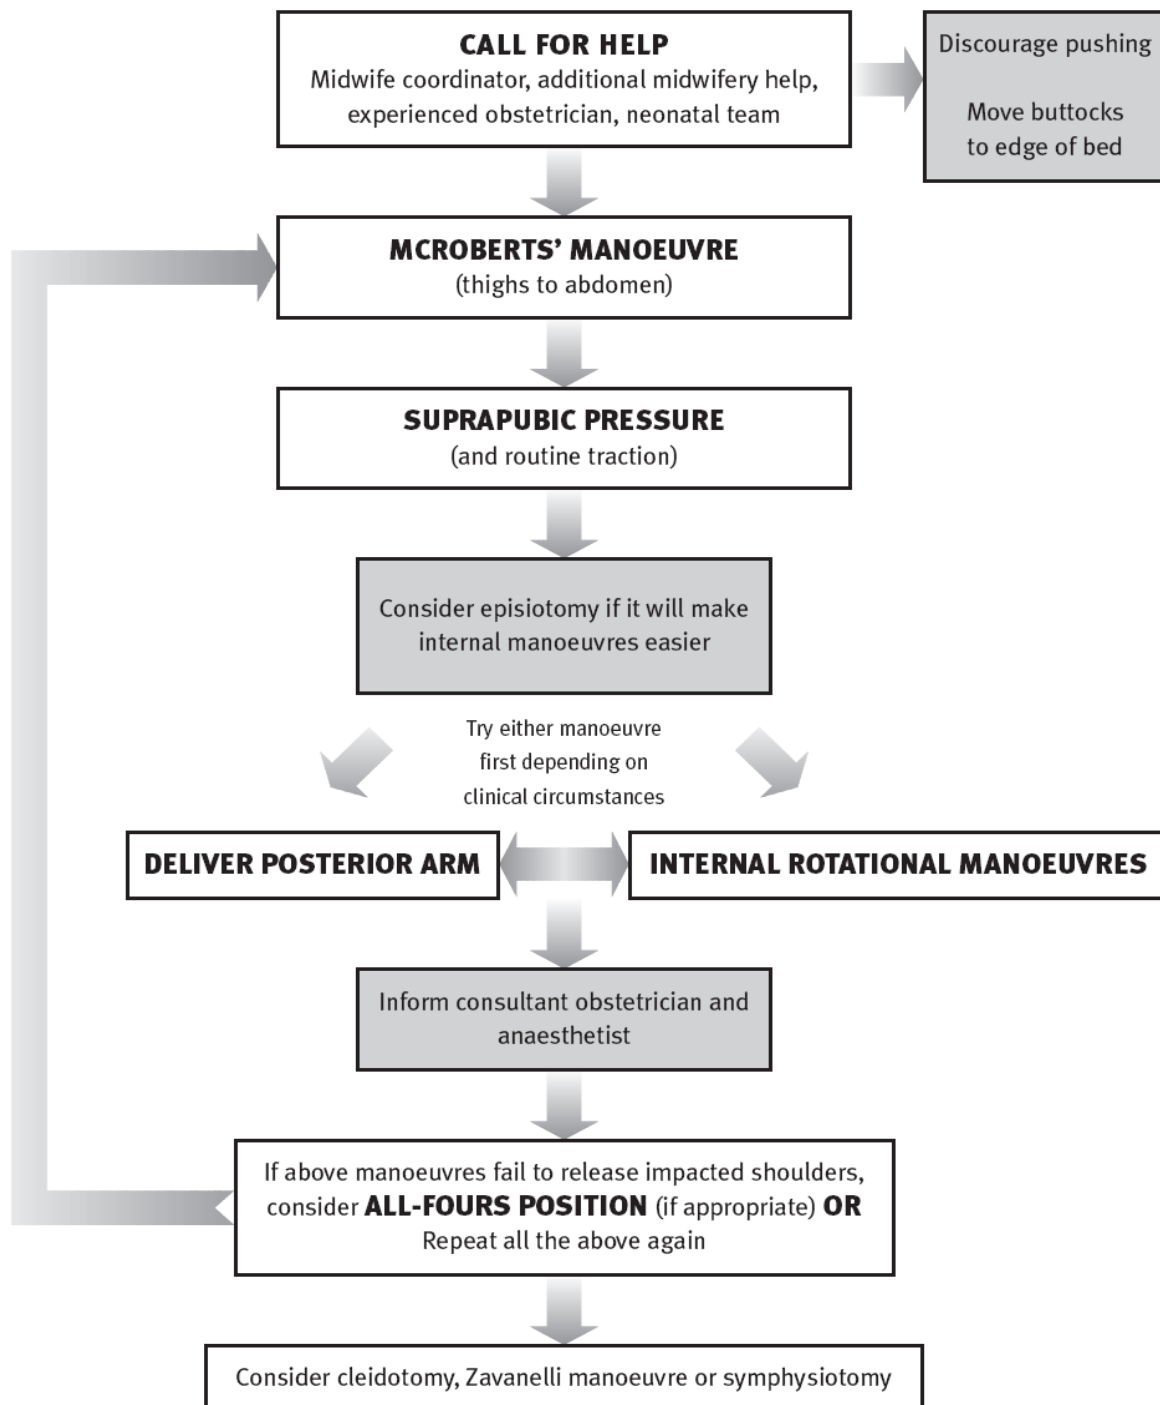 CALL FOR HELP
Midwife coordinator, additional midwifery help,
experienced obstetrician, neonatal team
Discourage pushing
Move buttocks
to edge of bed
MCROBERTS’ MANOEUVRE
(thighs to abdomen)
SUPRAPUBIC PRESSURE
(and routine traction)
Consider episiotomy if it will make
internal manoeuvres easier
Try either manoeuvre
first depending on
clinical circumstances
DELIVER POSTERIOR ARM
INTERNAL ROTATIONAL MANOEUVRES
Inform consultant obstetrician and
anaesthetist
If above manoeuvres fail to release impacted shoulders,
consider ALL-FOURS POSITION (if appropriate) OR
Repeat all the above again
Consider cleidotomy, Zavanelli manoeuvre or symphysiotomy